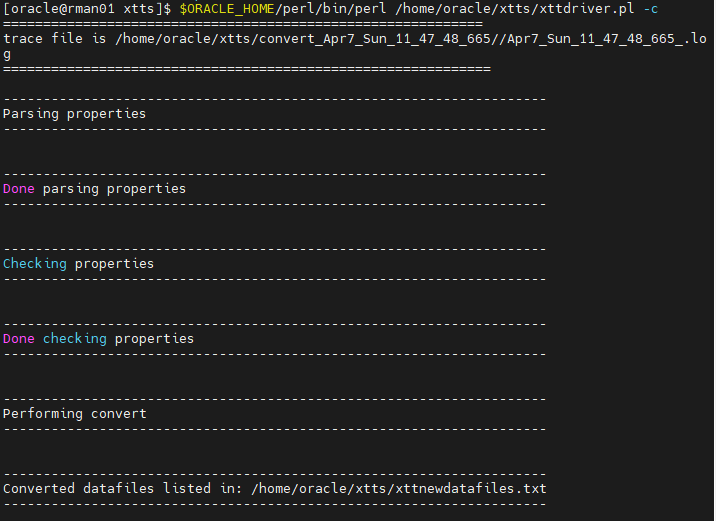 [oracle@rman01 xtts]$ $ORACLE_HOME/perl/bin/perl /home/oracle/xtts/xttdriver.pl -c
============================================================
trace file is /home/oracle/xtts/convert_Apr7_Sun_11_47_48_665//Apr7_Sun_11_47_48_665_.lo
g
=============================================================

--------------------------------------------------------------------
Parsing properties
--------------------------------------------------------------------


--------------------------------------------------------------------
Done parsing properties
--------------------------------------------------------------------


--------------------------------------------------------------------
Checking properties
--------------------------------------------------------------------


--------------------------------------------------------------------
Done checking properties
--------------------------------------------------------------------


--------------------------------------------------------------------
Performing convert
--------------------------------------------------------------------


--------------------------------------------------------------------
Converted datafiles listed in: /home/oracle/xtts/xttnewdatafiles.txt
--------------------------------------------------------------------